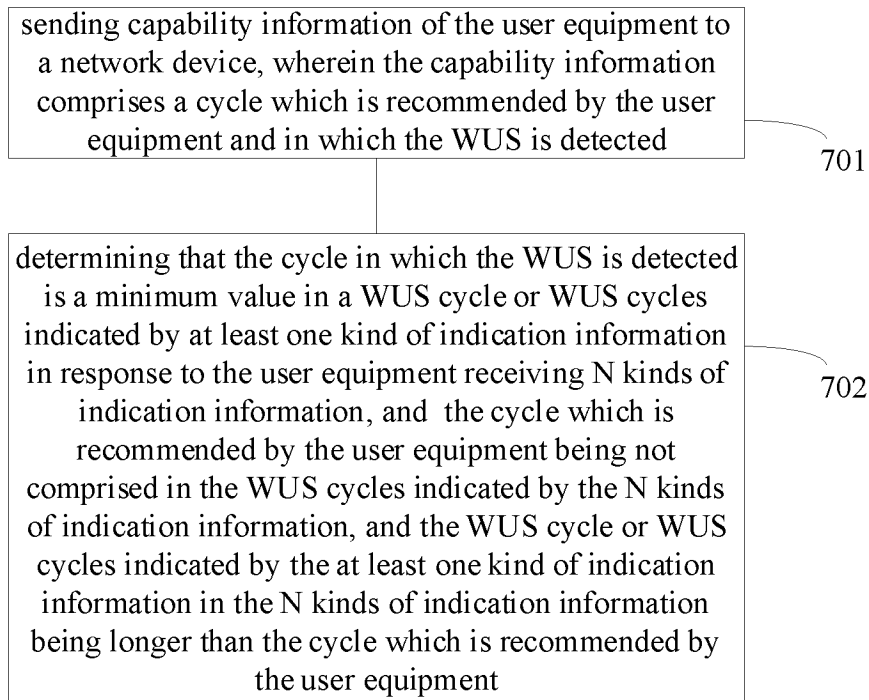 sending capability information of the user equipment to
a network device, wherein the capability information
comprises a cycle which is recommended by the user
equipment and in which the WUS is detected
701
determining that the cycle in which the WUS is detected
is a minimum value in a WUS cycle or WUS cycles
indicated by at least one kind of indication information
in response to the user equipment receiving N kinds of
indication information, and the cycle which is
recommended by the user equipment being not
comprised in the WUS cycles indicated by the N kinds
of indication information, and the WUS cycle or WUS
cycles indicated by the at least one kind of indication
information in the N kinds of indication information
being longer than the cycle which is recommended by
the user equipment
702